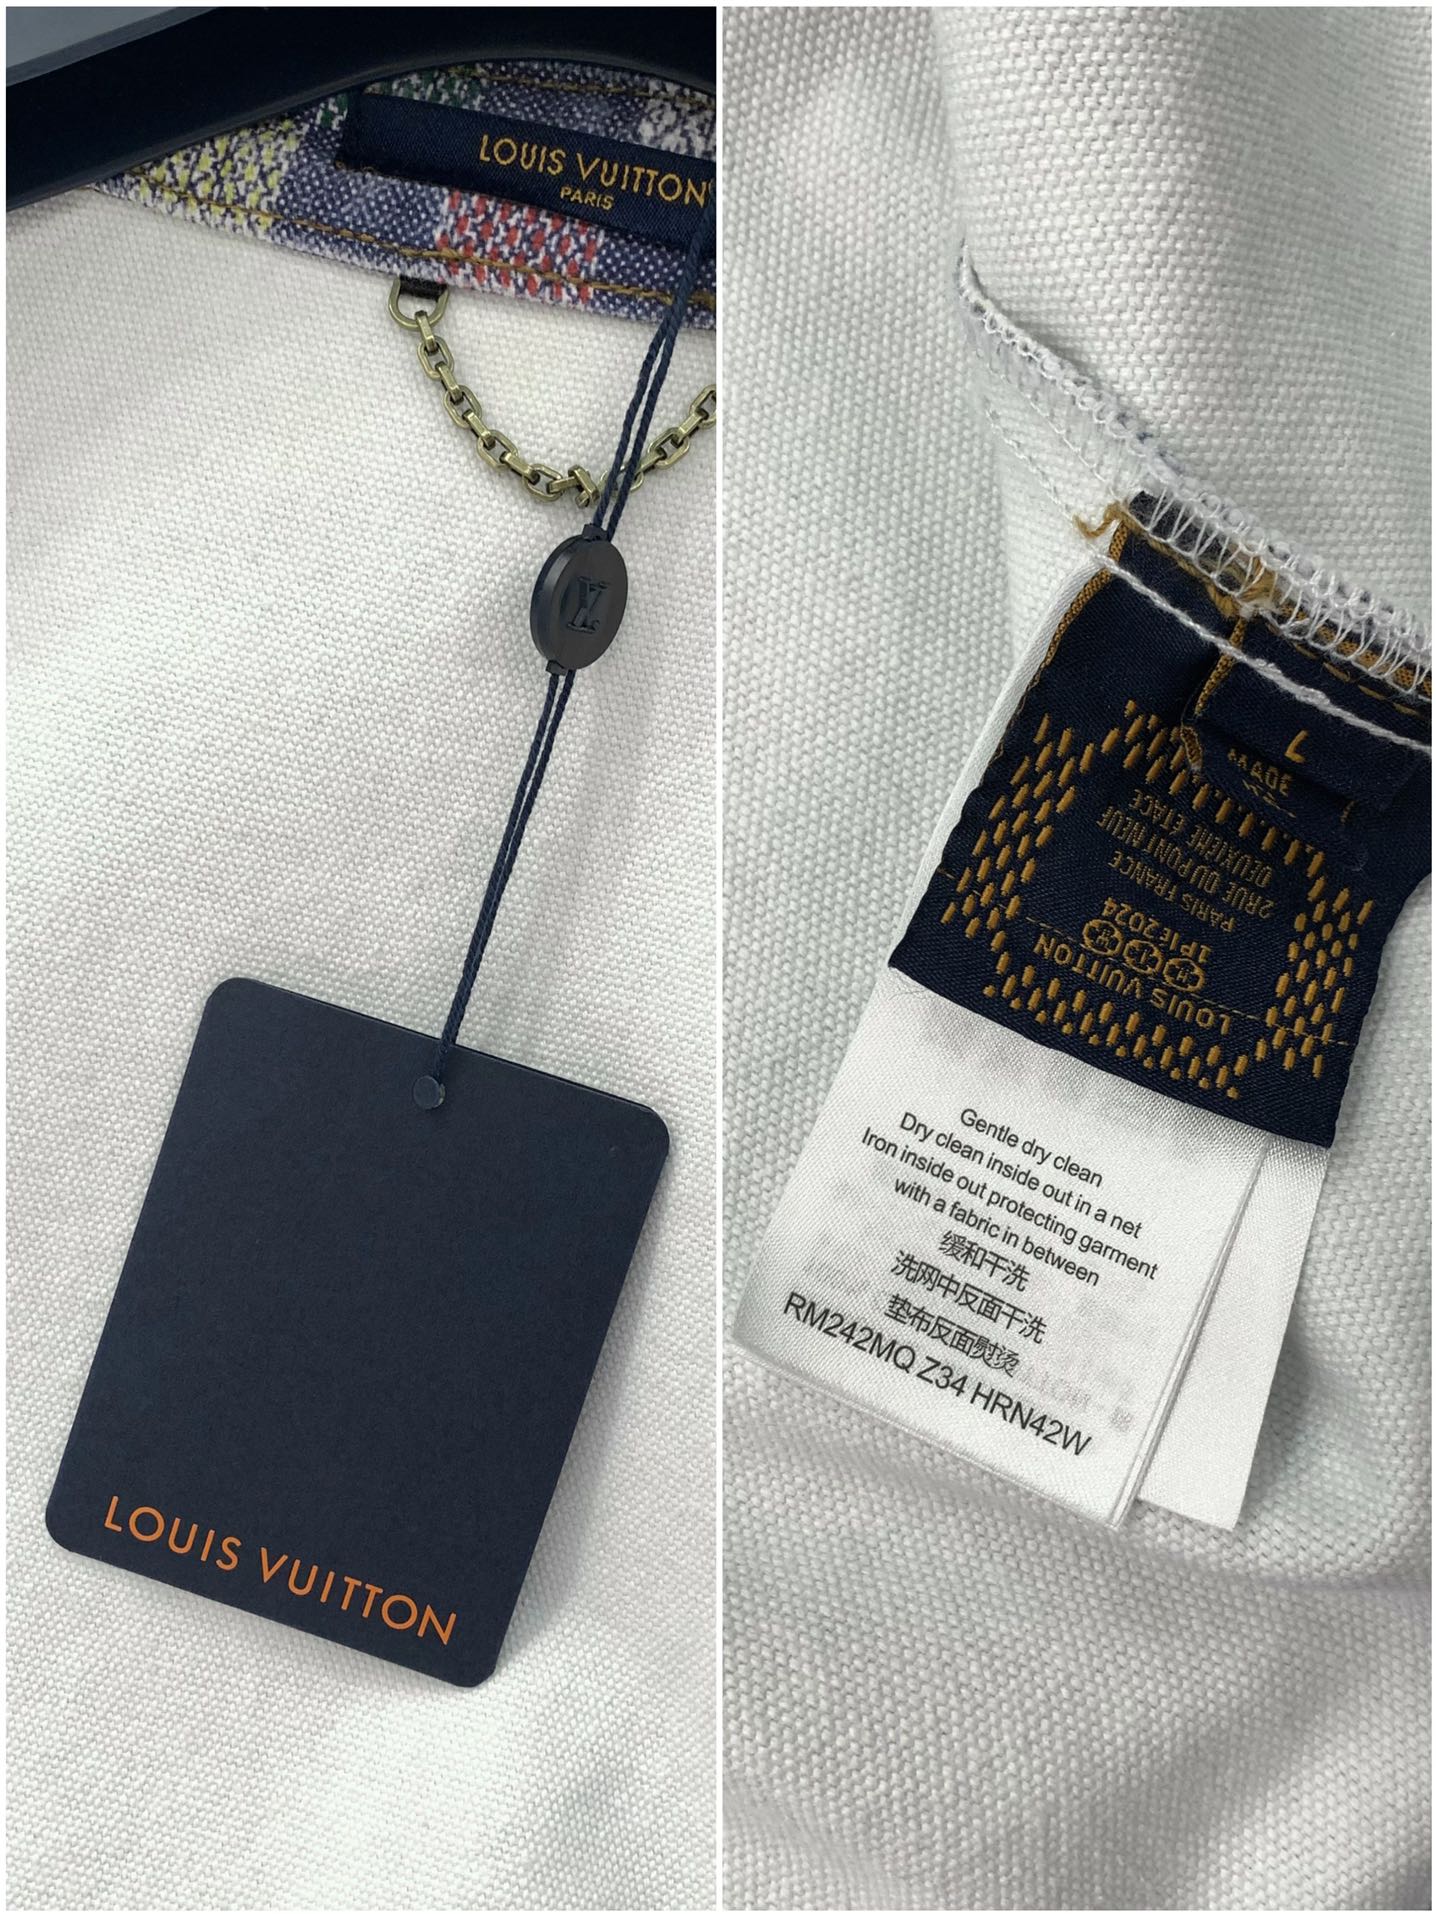 LOUIS VUITTON
PARIS
LOUIS VUITTON
L
MADE
DEUXIEME ETAGE
2RUE DU PONT NEUF
PARIS FRANCE
1P1E2024
LOUIS VUITTON
Gentle dry clean
Dry clean inside out in a net
Iron inside out protecting garment
with a fabric in between
缓和干洗
洗网中反面干洗
垫布反面熨烫
RM242MQ Z34 HRN42W